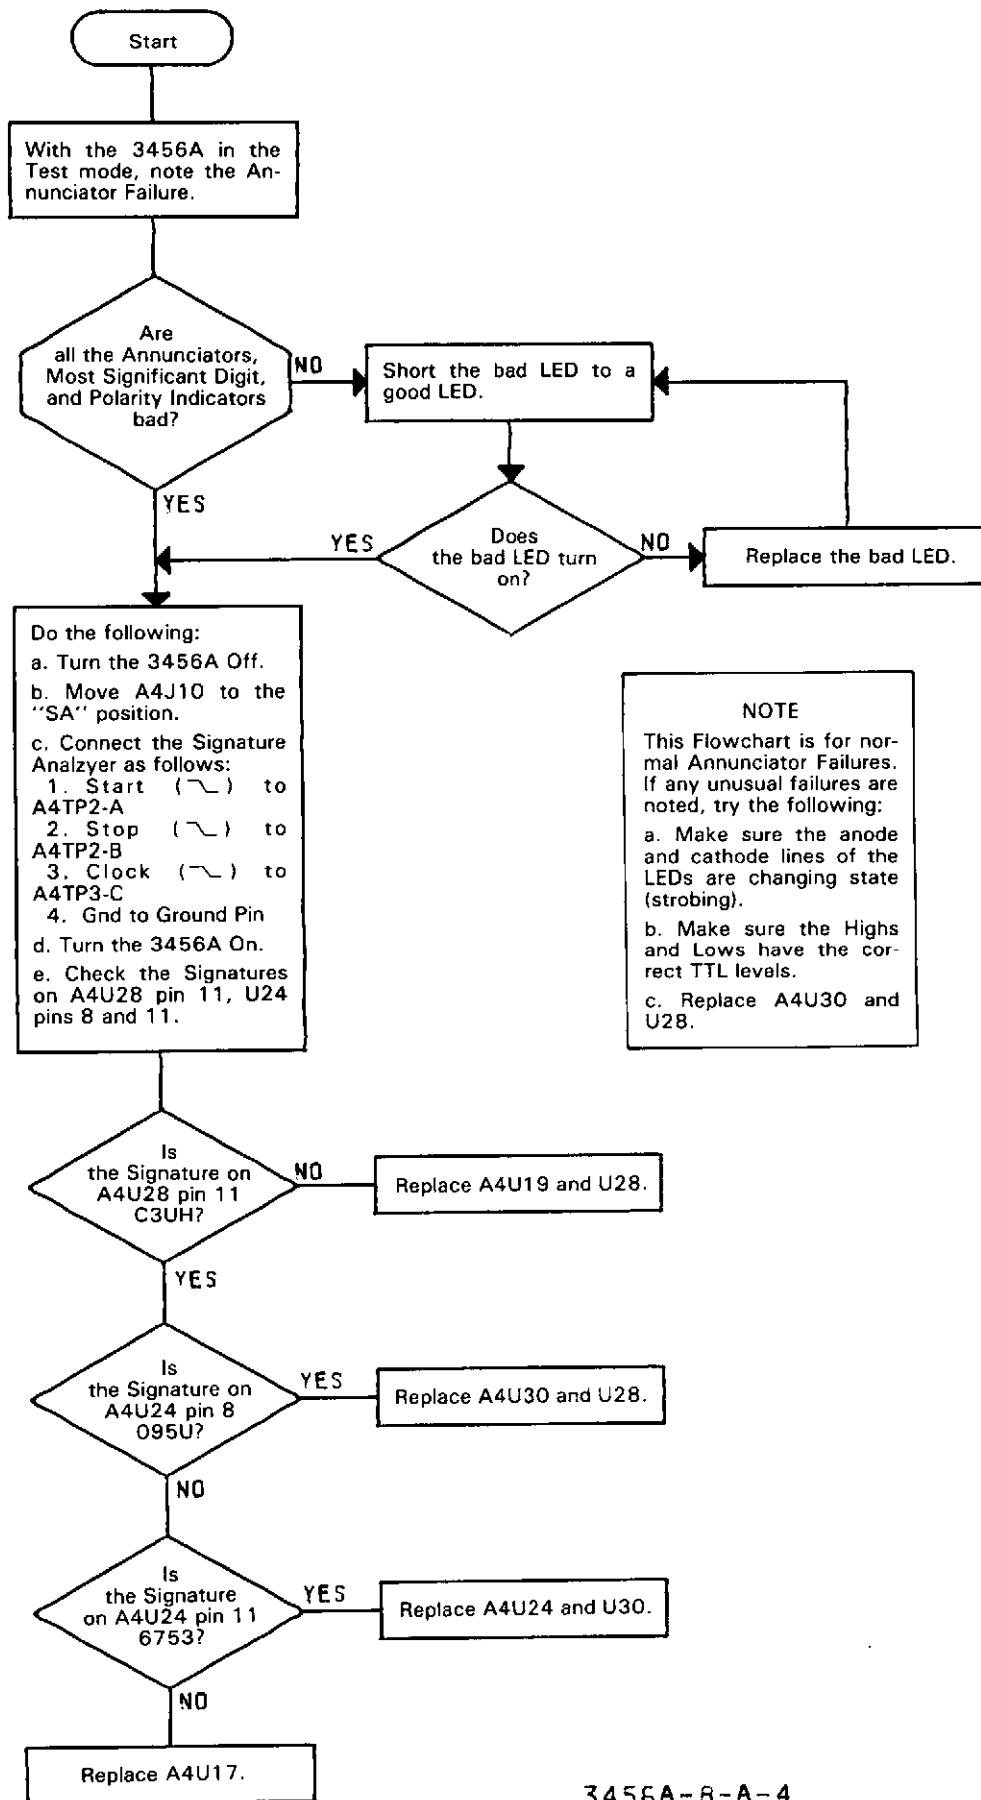 Start
With the 3456A in the
Test mode, note the An-
nunciator Failure.
Are
all the Annunciators,
Most Significant Digit,
and Polarity Indicators
bad?
NO
Short the bad LED to a
good LED.
YES
Does
the bad LED turn
on?
YES
NO
Replace the bad LED.
Do the following:
a. Turn the 3456A Off.
b. Move A4J10 to the
"SA" position.
c. Connect the Signature
Analzyer as follows:
1. Start ( ) to
A4TP2-A
2. Stop ( ) to
A4TP2-B
3. Clock ( ) to
A4TP3-C
4. Gnd to Ground Pin
d. Turn the 3456A On.
e. Check the Signatures
on A4U28 pin 11, U24
pins 8 and 11.
NOTE
This Flowchart is for nor-
mal Annunciator Failures.
If any unusual failures are
noted, try the following:
a. Make sure the anode
and cathode lines of the
LEDs are changing state
(strobing).
b. Make sure the Highs
and Lows have the cor-
rect TTL levels.
c. Replace A4U30 and
U28.
Is
the Signature on
A4U28 pin 11
C3UH?
NO
Replace A4U19 and U28.
YES
Is
the Signature on
A4U24 pin 8
095U?
YES
Replace A4U30 and U28.
NO
Is
the Signature
on A4U24 pin 11
6753?
YES
Replace A4U24 and U30.
NO
Replace A4U17.
3456A-8-A-4